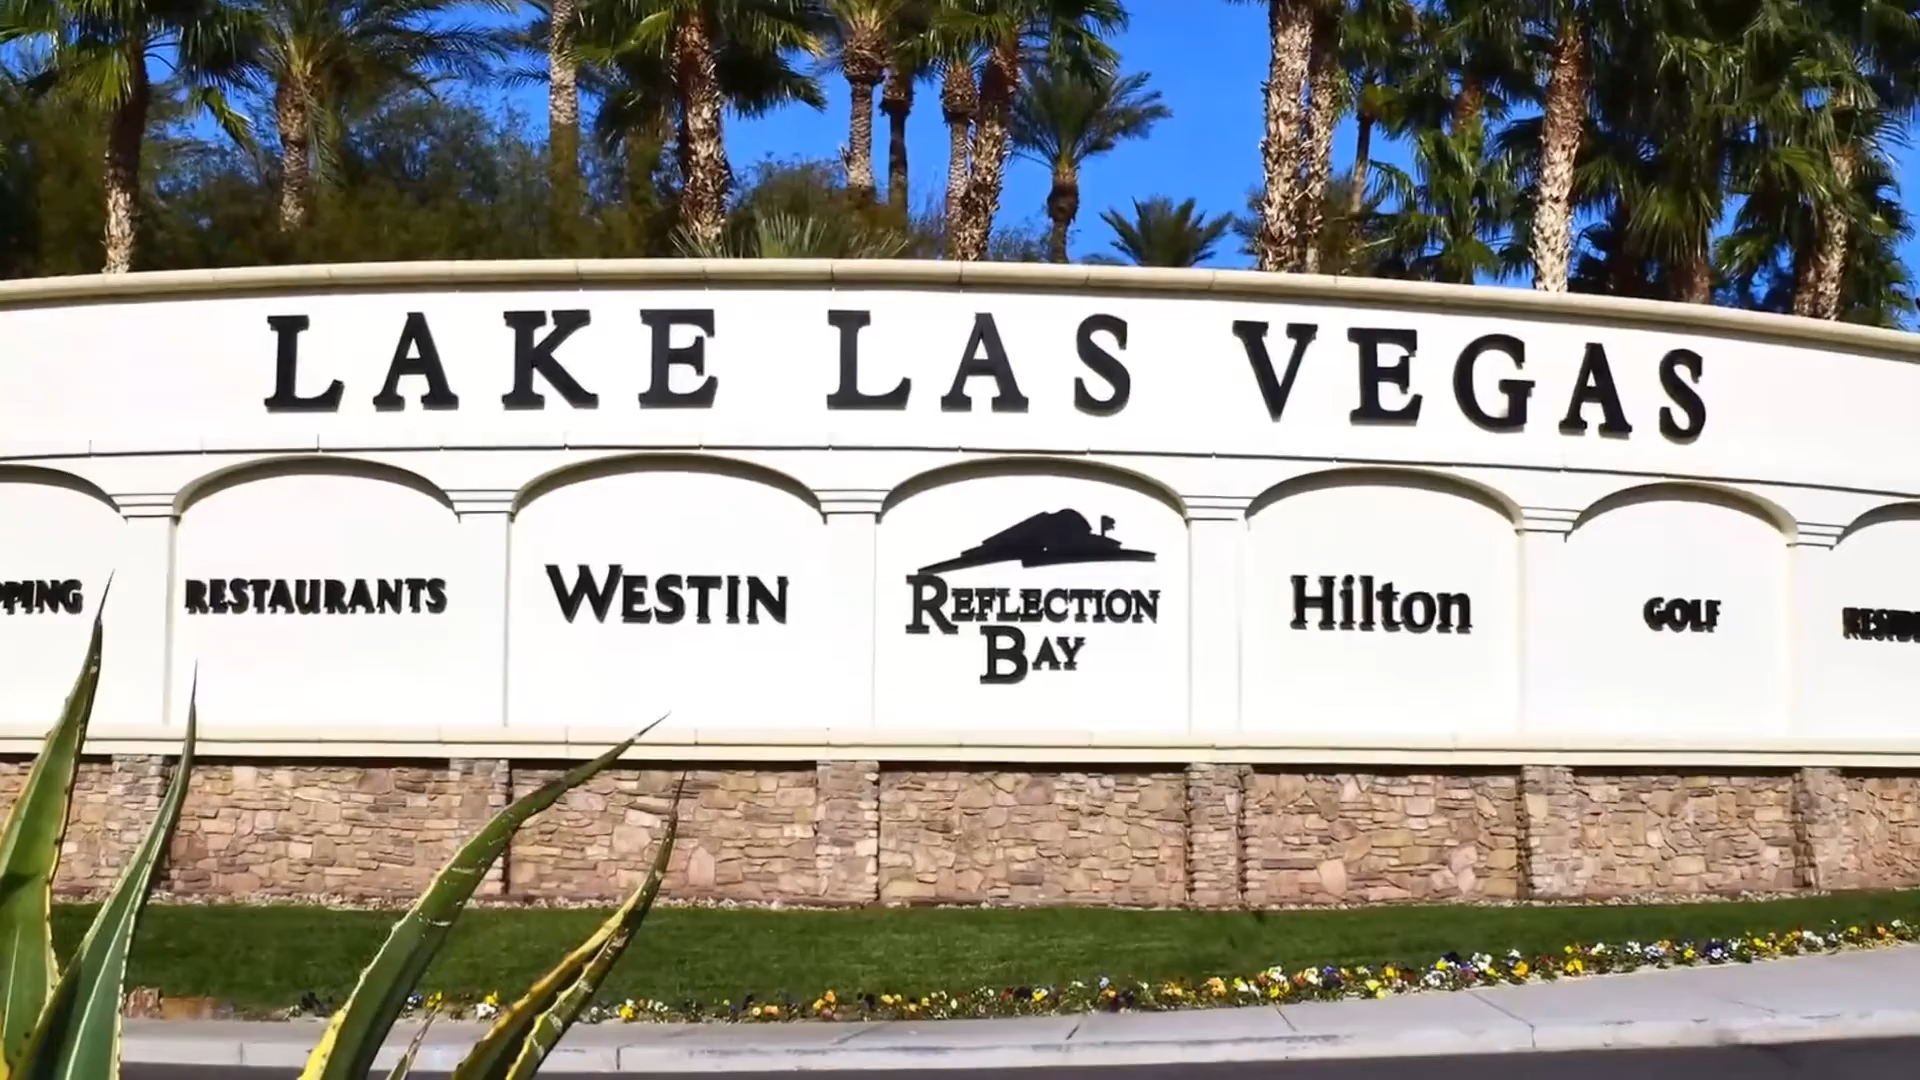 LAKE LAS VEGAS
RESTAURANTS
WESTIN
REFLECTION
BAY
Hilton
GOLF